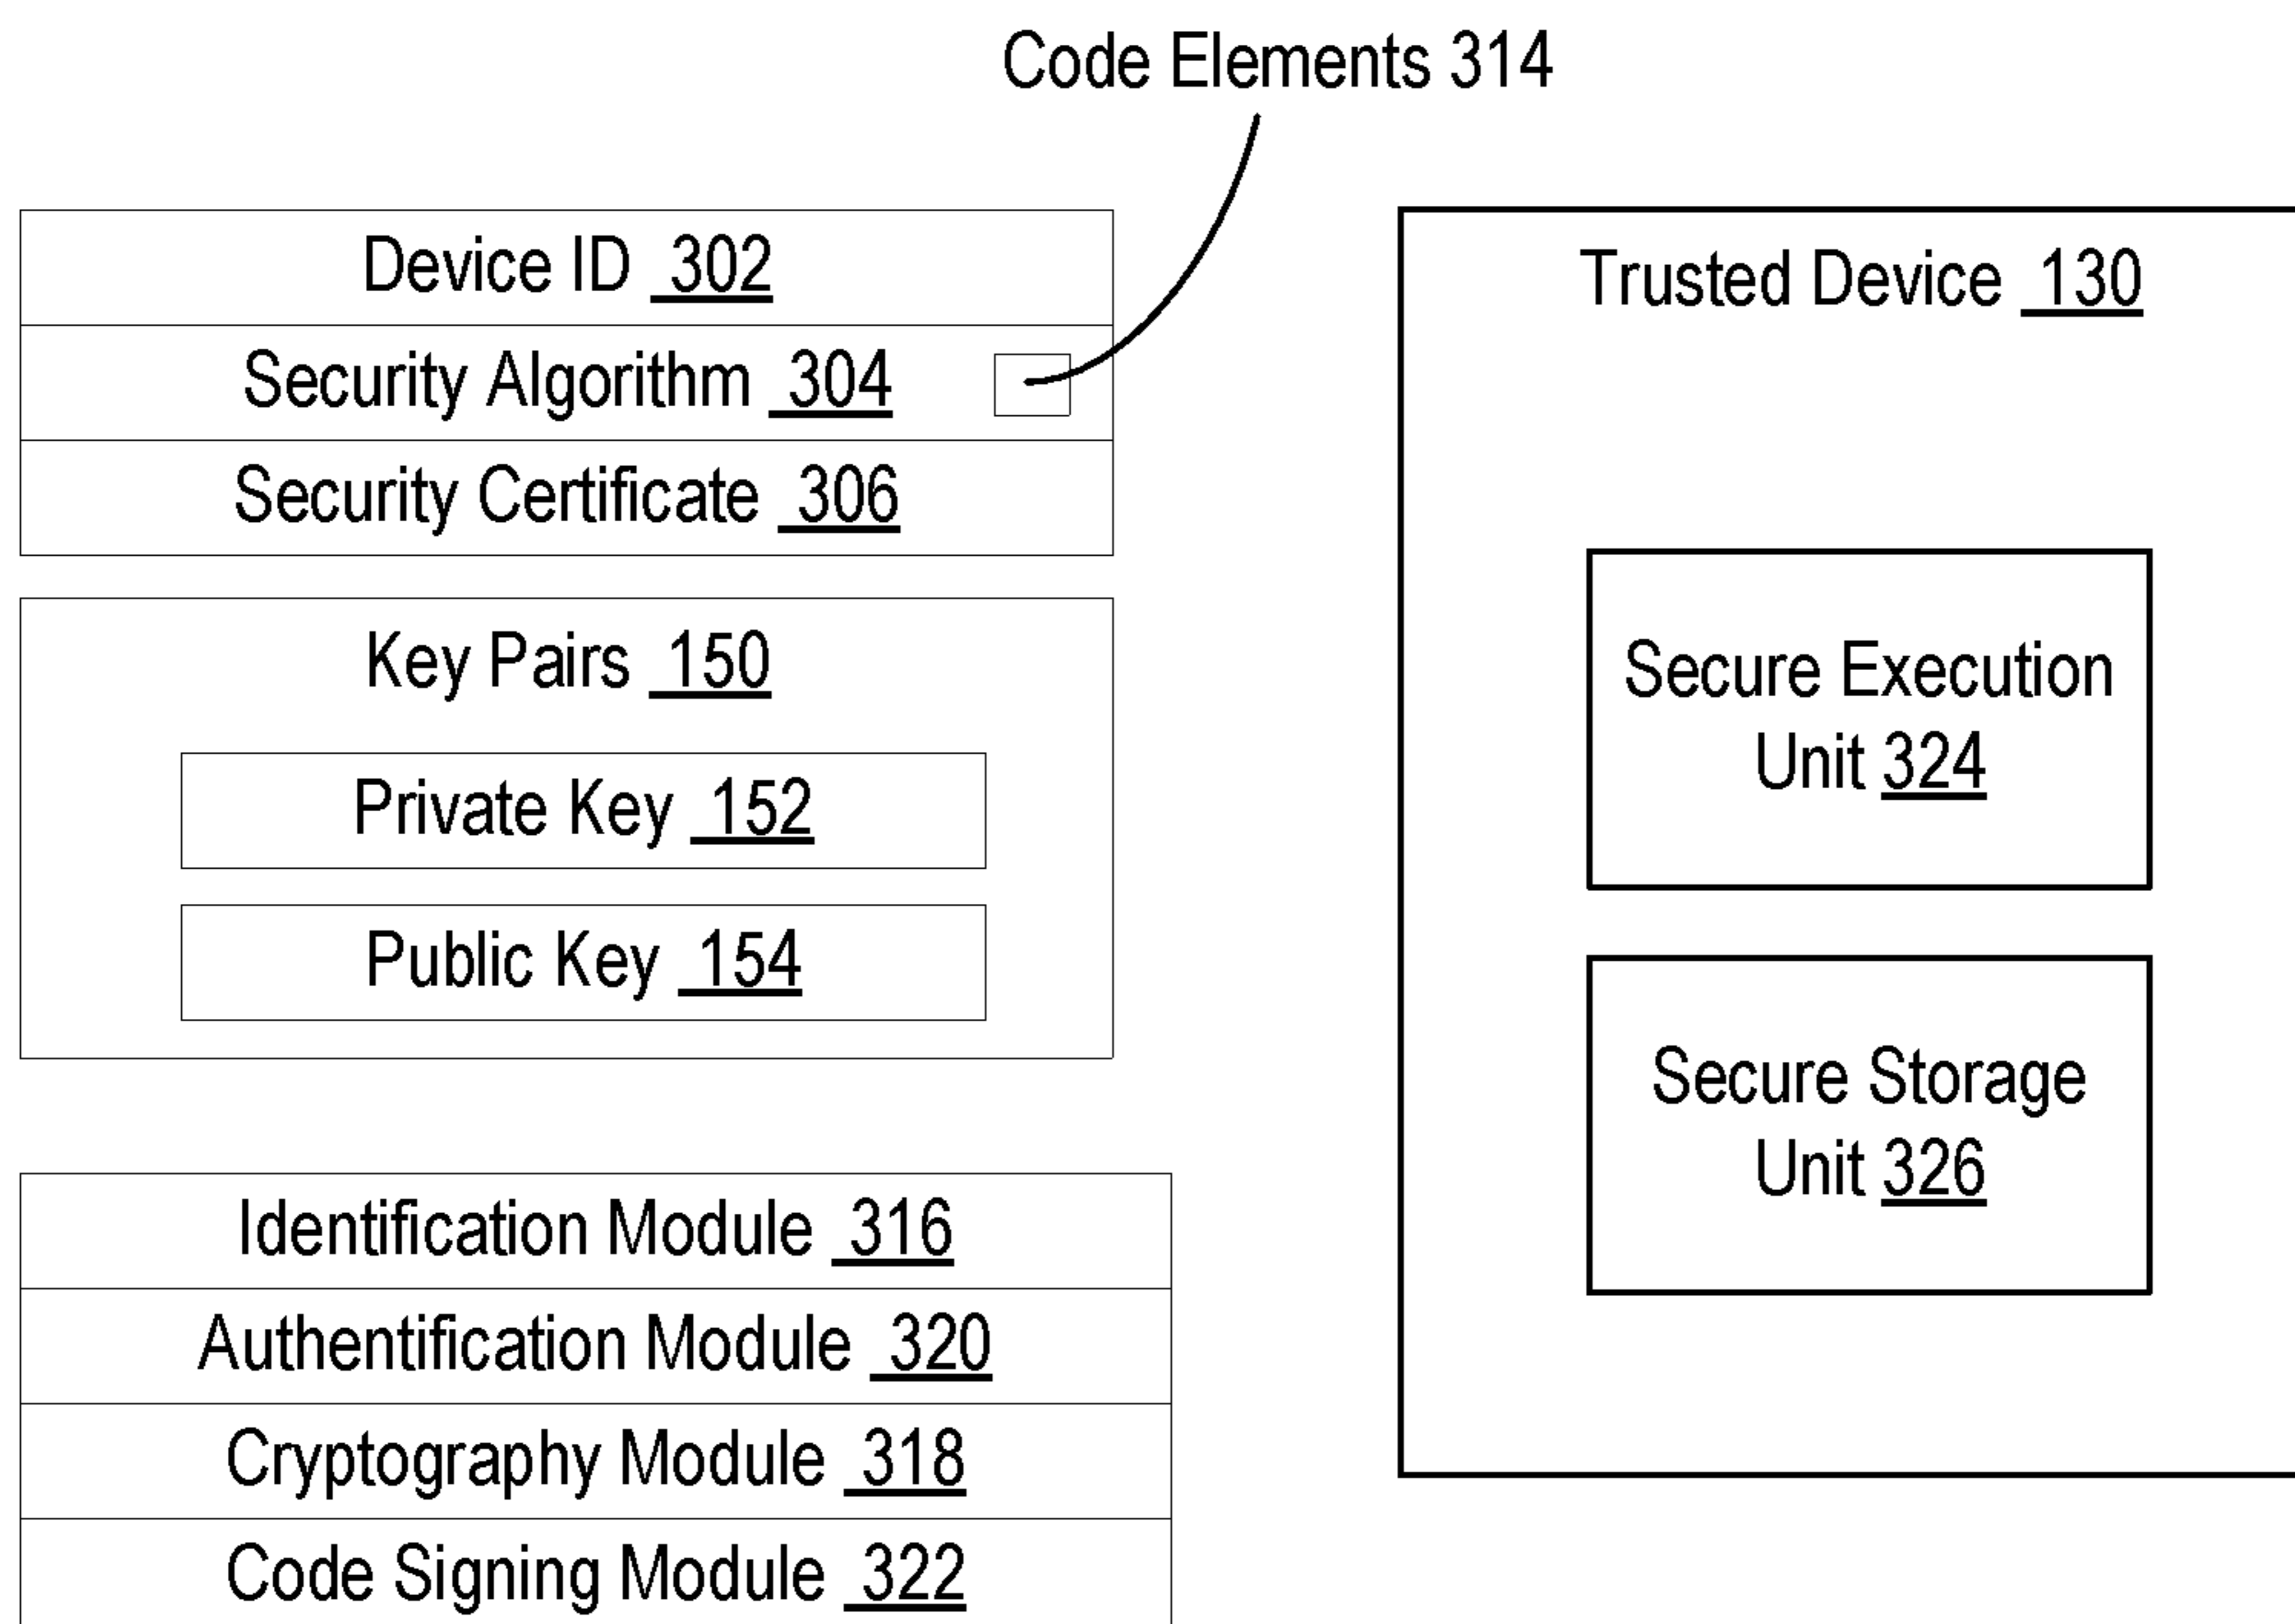 Code Elements 314
Device ID 302
Security Algorithm 304
Security Certificate 306
Key Pairs 150
Private Key 152
Public Key 154
Identification Module 316
Authentification Module 320
Cryptography Module 318
Code Signing Module 322
Trusted Device 130
Secure Execution
Unit 324
Secure Storage
Unit 326